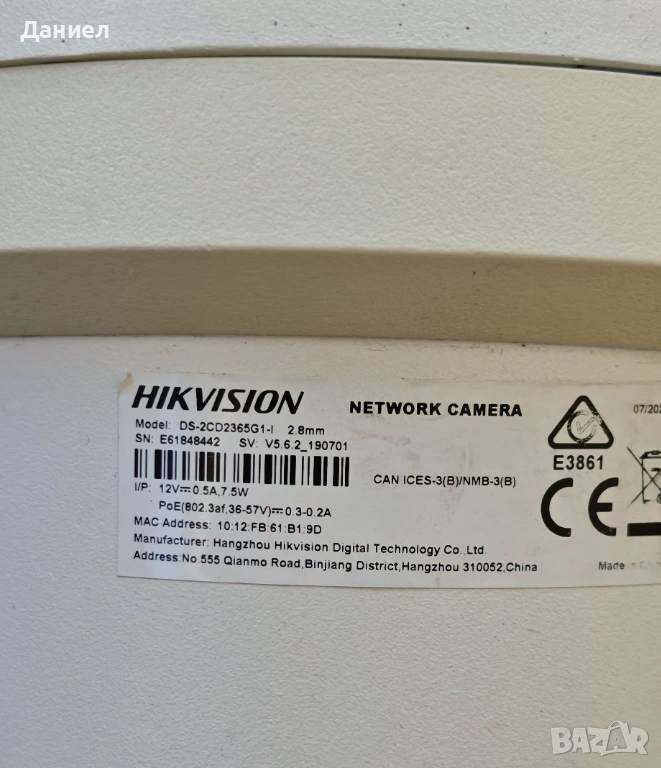 Даниел
HIKVISION NETWORK CAMERA
Model: DS-2CD2365G1-I 2.8mm
SN: E61848442 SV: V5.6.2_190701
I/P: 12V⎓0.5A,7.5W
PoE(802.3af,36-57V)⎓0.3-0.2A
CAN ICES-3(B)/NMB-3(B)
MAC Address: 10:12:FB:61:B1:9D
Manufacturer: Hangzhou Hikvision Digital Technology Co.,Ltd.
Address:No.555 Qianmo Road,Binjiang District,Hangzhou 310052,China
E3861
07/202
CE
Made
BAZAR